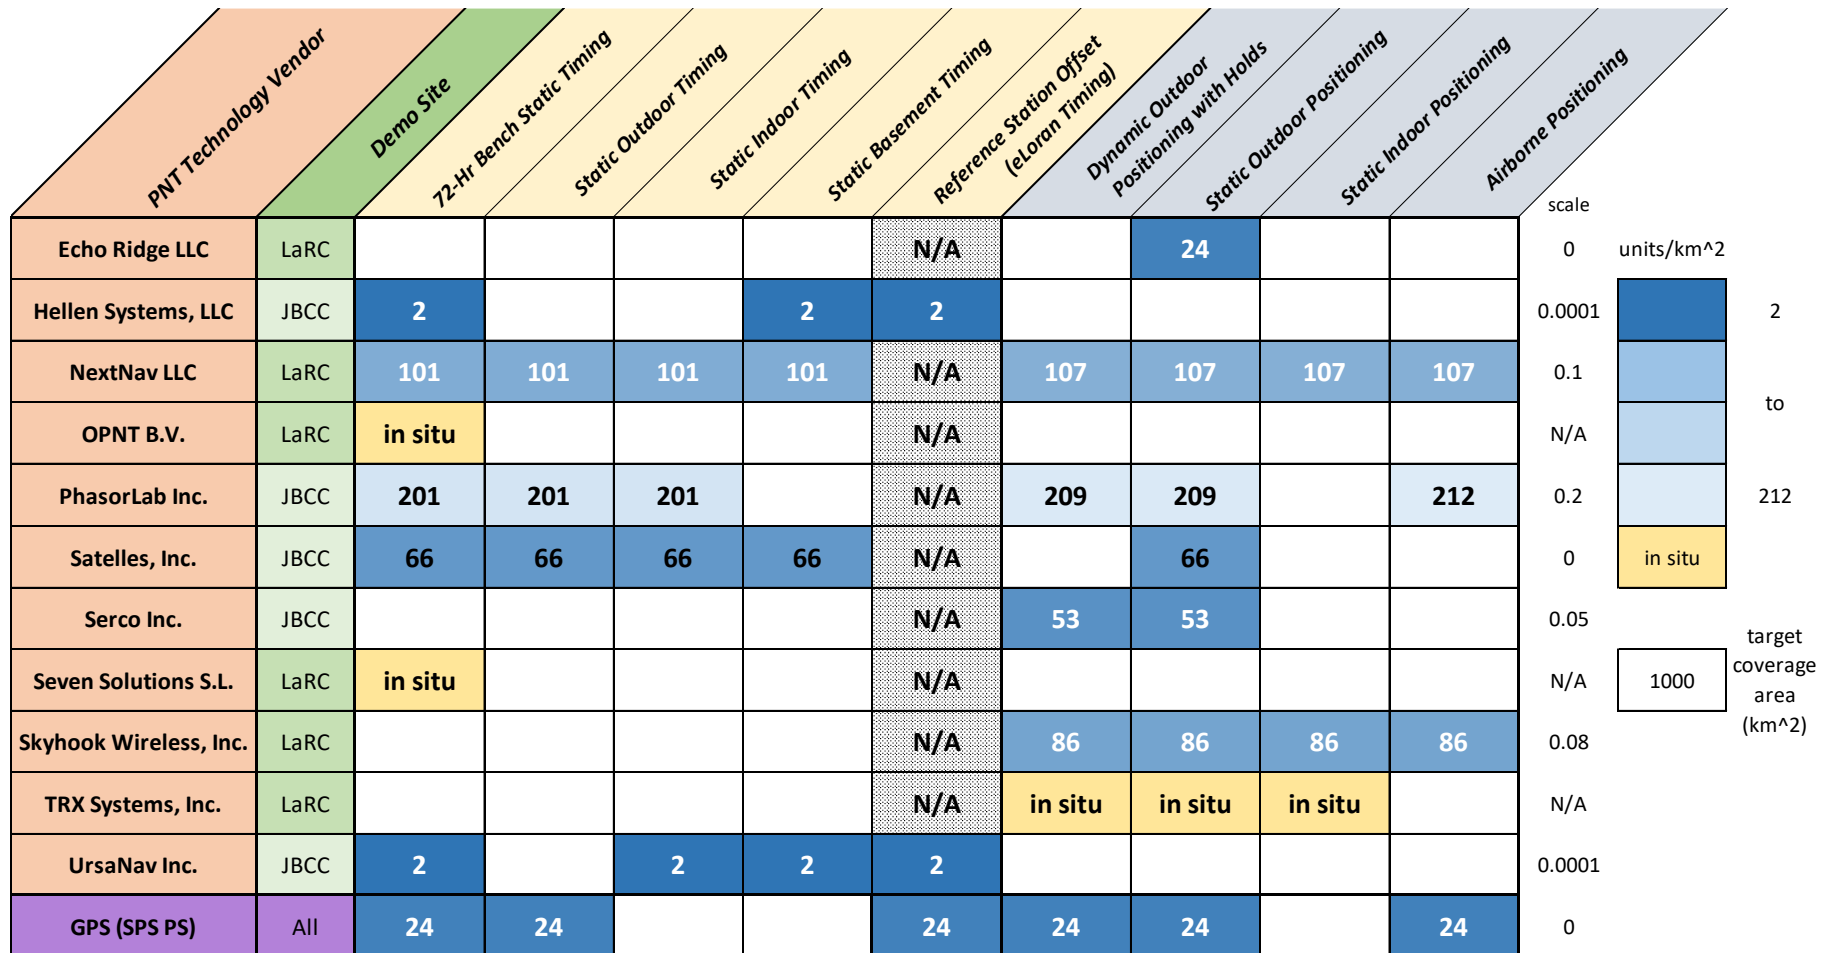 PNT Technology Vendor
Demo Site
72-Hr Bench Static Timing
Static Outdoor Timing
Static Indoor Timing
Static Basement Timing
Reference Station Offset
(eLoran Timing)
Dynamic Outdoor
Positioning with Holds
Static Outdoor Positioning
Static Indoor Positioning
Airborne Positioning
scale
Echo Ridge LLC LaRC N/A 24 0 units/km^2
Hellen Systems, LLC JBCC 2 2 2 0.0001 2
NextNav LLC LaRC 101 101 101 101 N/A 107 107 107 107 0.1
to
OPNT B.V. LaRC in situ N/A N/A
PhasorLab Inc. JBCC 201 201 201 N/A 209 209 212 0.2 212
Satelles, Inc. JBCC 66 66 66 66 N/A 66 0 in situ
Serco Inc. JBCC N/A 53 53 0.05
Seven Solutions S.L. LaRC in situ N/A N/A 1000
target
coverage
area
(km^2)
Skyhook Wireless, Inc. LaRC N/A 86 86 86 86 0.08
TRX Systems, Inc. LaRC N/A in situ in situ in situ N/A
UrsaNav Inc. JBCC 2 2 2 2 0.0001
GPS (SPS PS) All 24 24 24 24 24 24 0